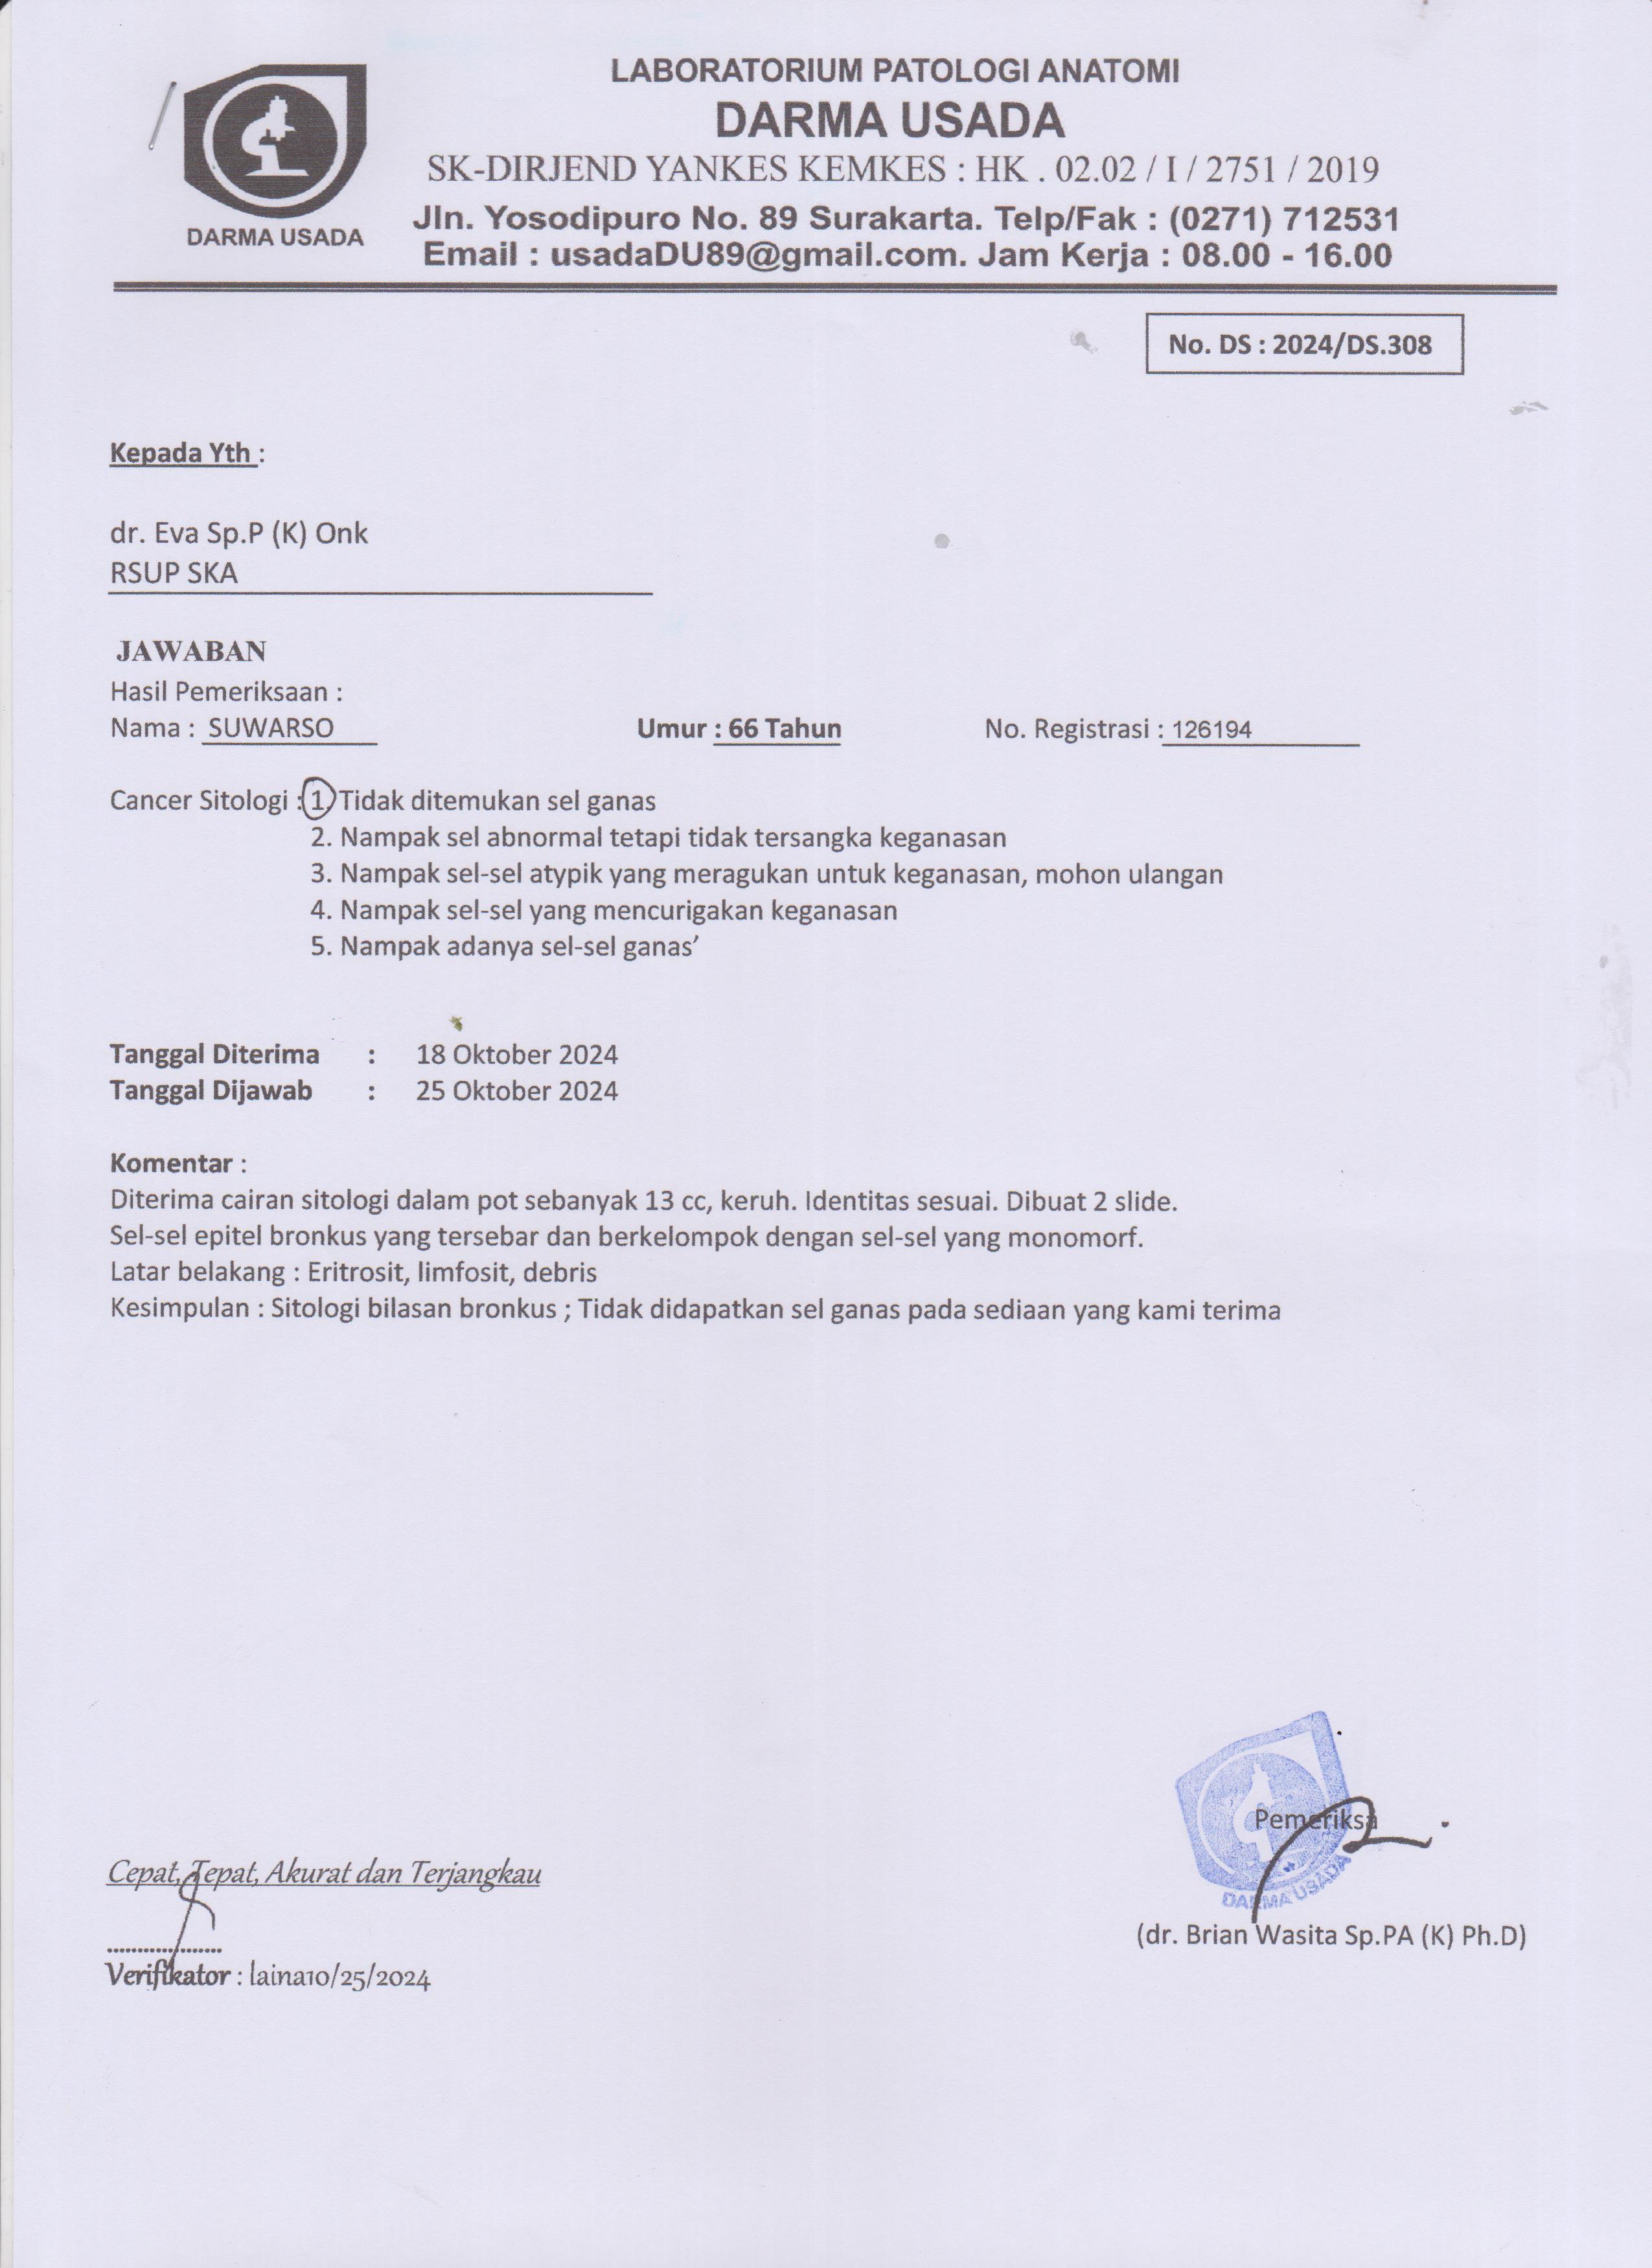 LABORATORIUM PATOLOGI ANATOMI
DARMA USADA
SK-DIRJEND YANKES KEMKES : HK . 02.02 / I / 2751 / 2019
Jln. Yosodipuro No. 89 Surakarta. Telp/Fak : (0271) 712531
Email : usadaDU89@gmail.com. Jam Kerja : 08.00 - 16.00
DARMA USADA
No. DS : 2024/DS.308
Kepada Yth :
dr. Eva Sp.P (K) Onk
RSUP SKA
JAWABAN
Hasil Pemeriksaan :
Nama : SUWARSO Umur : 66 Tahun No. Registrasi : 126194
Cancer Sitologi : 1. Tidak ditemukan sel ganas
2. Nampak sel abnormal tetapi tidak tersangka keganasan
3. Nampak sel-sel atypik yang meragukan untuk keganasan, mohon ulangan
4. Nampak sel-sel yang mencurigakan keganasan
5. Nampak adanya sel-sel ganas’
Tanggal Diterima : 18 Oktober 2024
Tanggal Dijawab : 25 Oktober 2024
Komentar :
Diterima cairan sitologi dalam pot sebanyak 13 cc, keruh. Identitas sesuai. Dibuat 2 slide.
Sel-sel epitel bronkus yang tersebar dan berkelompok dengan sel-sel yang monomorf.
Latar belakang : Eritrosit, limfosit, debris
Kesimpulan : Sitologi bilasan bronkus ; Tidak didapatkan sel ganas pada sediaan yang kami terima
Pemeriksa
DARMA USADA
(dr. Brian Wasita Sp.PA (K) Ph.D)
Cepat, Tepat, Akurat dan Terjangkau
....................
Verifikator : laina10/25/2024